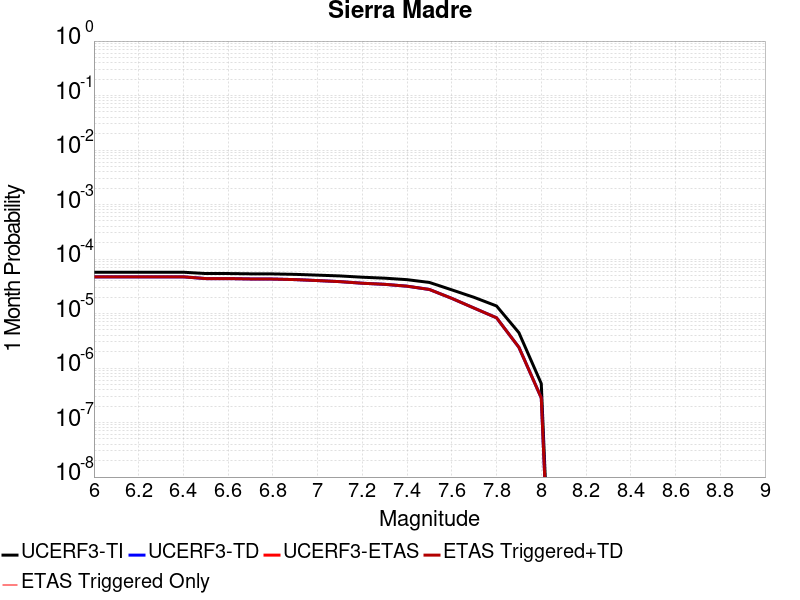 Sierra Madre
10^0
10^-1
10^-2
10^-3
10^-4
10^-5
10^-6
10^-7
10^-8
1 Month Probability
6 6.2 6.4 6.6 6.8 7 7.2 7.4 7.6 7.8 8 8.2 8.4 8.6 8.8 9
Magnitude
UCERF3-TI UCERF3-TD UCERF3-ETAS ETAS Triggered+TD
ETAS Triggered Only